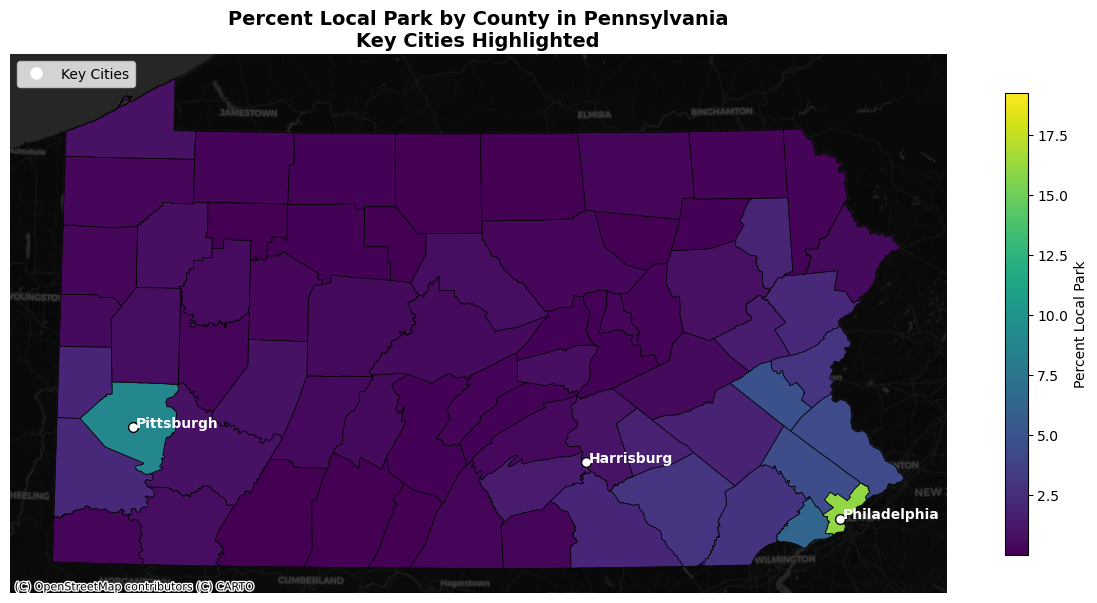 Percent Local Park by County in Pennsylvania
Key Cities Highlighted
Key Cities
JAMESTOWN
ELMIRA
BINGHAMTON
YOUNGSTOWN
Pittsburgh
Harrisburg
Philadelphia
NEW
WHEELING
WILMINGTON
CUMBERLAND
Hagerstown
(C) OpenStreetMap contributors (C) CARTO
17.5
15.0
12.5
10.0
7.5
5.0
2.5
Percent Local Park